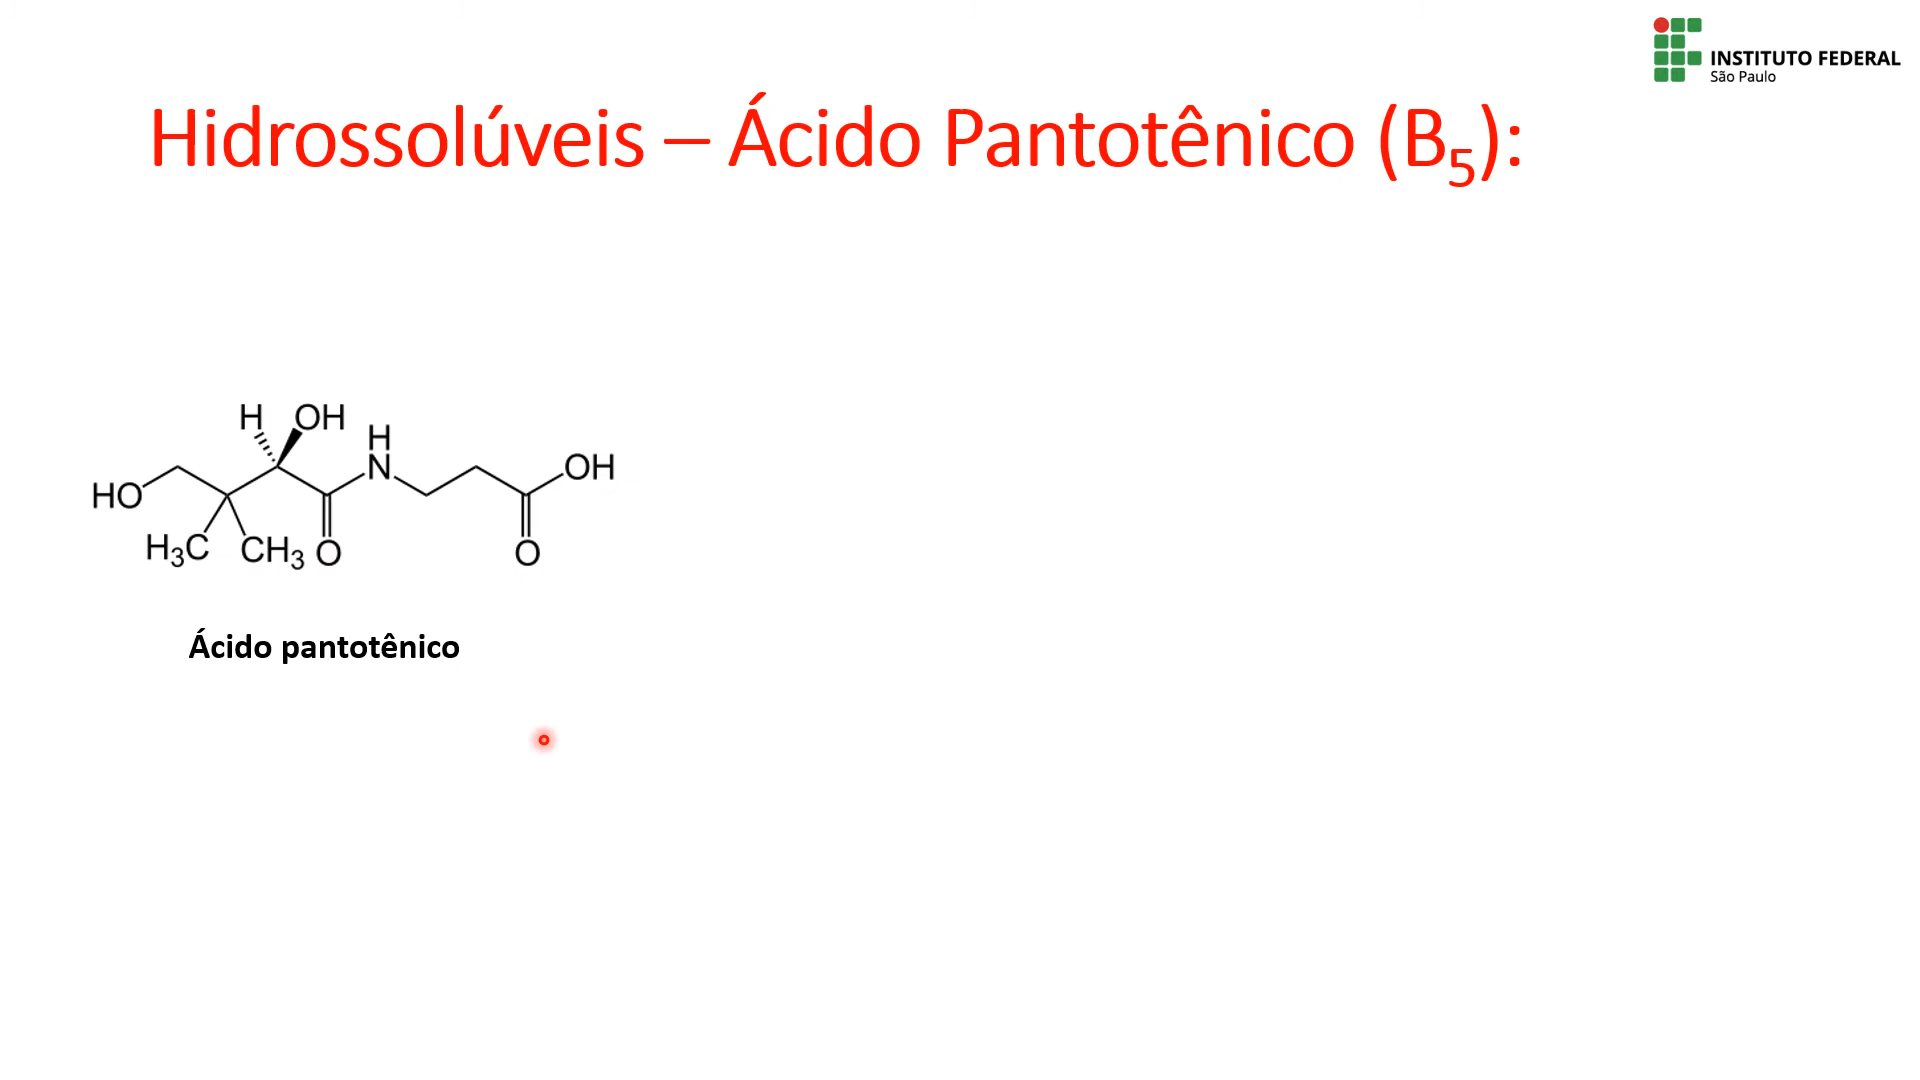 INSTITUTO FEDERAL
São Paulo
Hidrossolúveis – Ácido Pantotênico (B₅):
H OH
H
N
OH
HO
H₃C CH₃ O
O
Ácido pantotênico